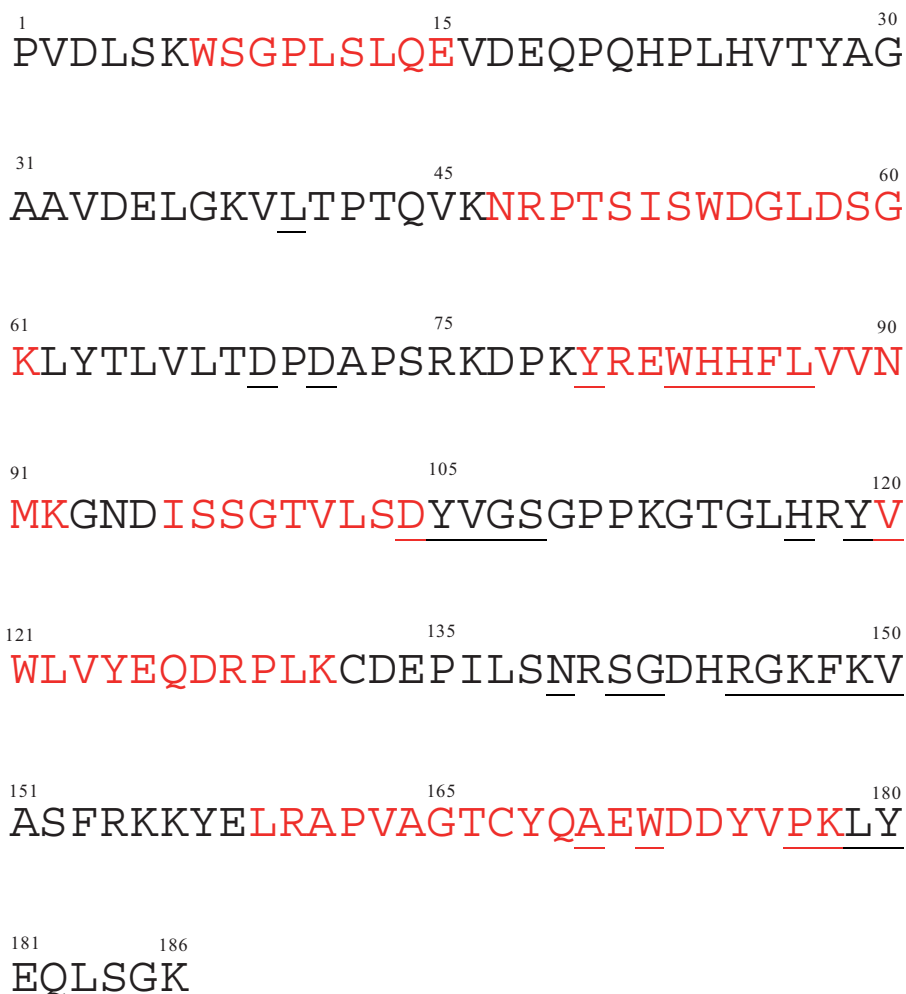 1 15 30
PVDLSKWSGPLSLQEVDEQPQHPLHVTYAG
31 45 60
AAVDELGKVLTPTQVKNRPTSISWDGLDSG
61 75 90
KLYTLVLTDPDAPSRKDPKYREWHHFLVVN
91 105 120
MKGNDISSGTVLSDYVGSGPPKGTGLHRYV
121 135 150
WLVYEQDRPLKCDEPILSNRSGDHRGKFKV
151 165 180
ASFRKKYELRAPVAGTCYQAEWDDYVPKLY
181 186
EQLSGK